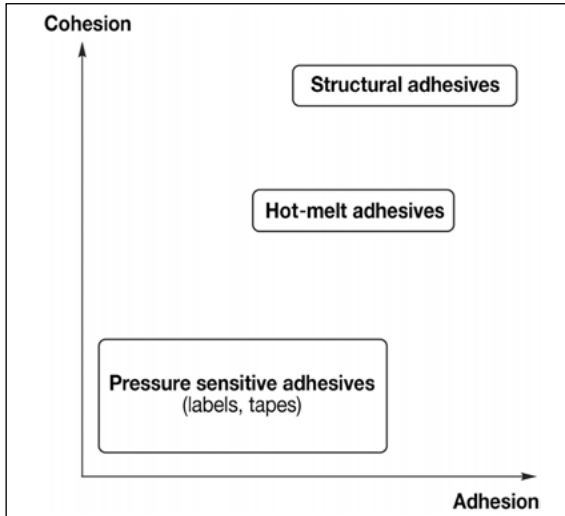 Cohesion
Structural adhesives
Hot-melt adhesives
Pressure sensitive adhesives
(labels, tapes)
Adhesion